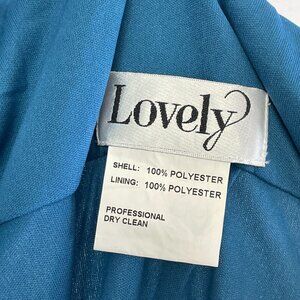 Lovely
SHELL: 100% POLYESTER
LINING: 100% POLYESTER
PROFESSIONAL
DRY CLEAN